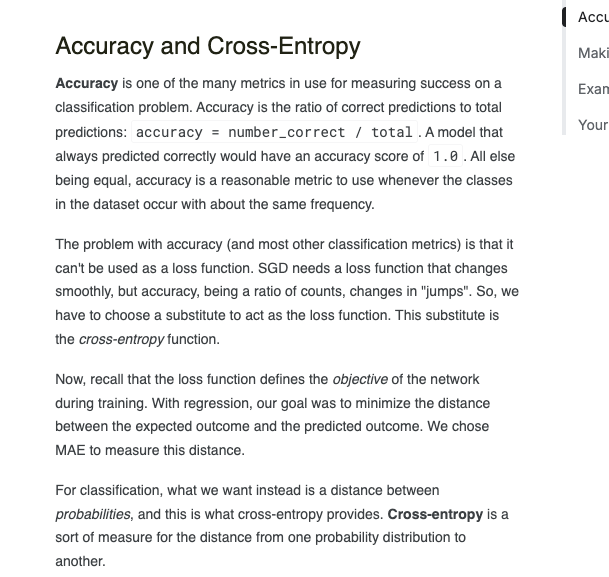 Accuracy and Cross-Entropy
Accuracy is one of the many metrics in use for measuring success on a
classification problem. Accuracy is the ratio of correct predictions to total
predictions: accuracy = number_correct / total . A model that
always predicted correctly would have an accuracy score of 1.0 . All else
being equal, accuracy is a reasonable metric to use whenever the classes
in the dataset occur with about the same frequency.
The problem with accuracy (and most other classification metrics) is that it
can't be used as a loss function. SGD needs a loss function that changes
smoothly, but accuracy, being a ratio of counts, changes in "jumps". So, we
have to choose a substitute to act as the loss function. This substitute is
the cross-entropy function.
Now, recall that the loss function defines the objective of the network
during training. With regression, our goal was to minimize the distance
between the expected outcome and the predicted outcome. We chose
MAE to measure this distance.
For classification, what we want instead is a distance between
probabilities, and this is what cross-entropy provides. Cross-entropy is a
sort of measure for the distance from one probability distribution to
another.
Accu
Maki
Exam
Your